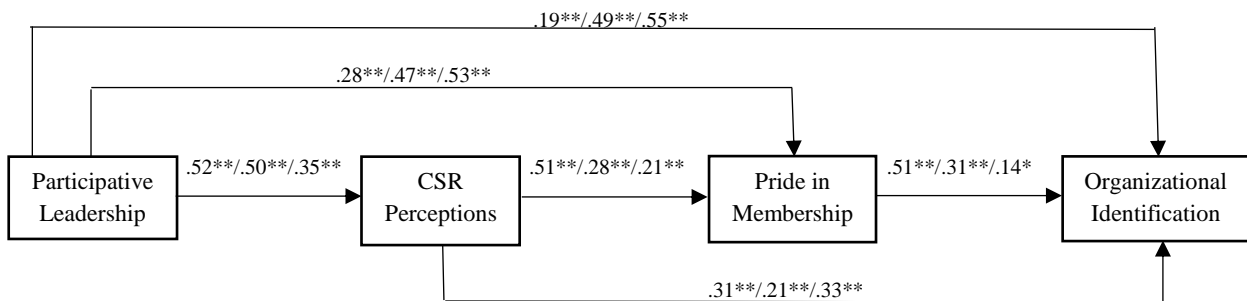 .19**/.49**/.55**
.28**/.47**/.53**
.52**/.50**/.35**
.51**/.28**/.21**
.51**/.31**/.14*
Participative
Leadership
CSR
Perceptions
Pride in
Membership
Organizational
Identification
.31**/.21**/.33**